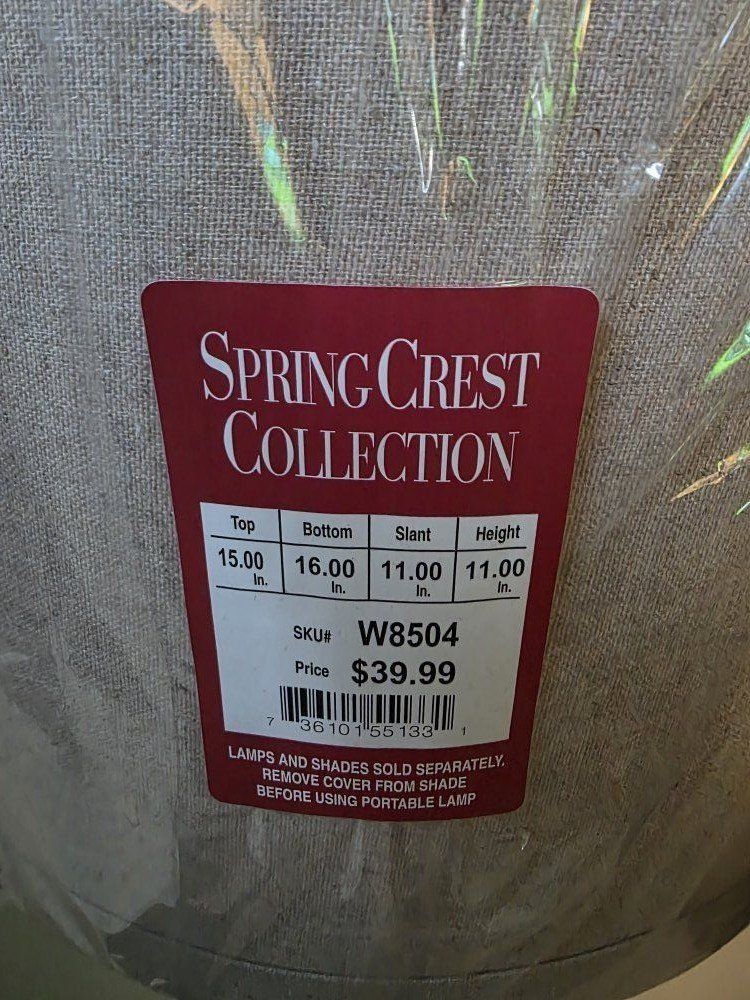 SPRING CREST
COLLECTION
Top Bottom Slant Height
15.00 In. 16.00 In. 11.00 In. 11.00 In.
SKU# W8504
Price $39.99
7 36101 55133 1
LAMPS AND SHADES SOLD SEPARATELY.
REMOVE COVER FROM SHADE
BEFORE USING PORTABLE LAMP